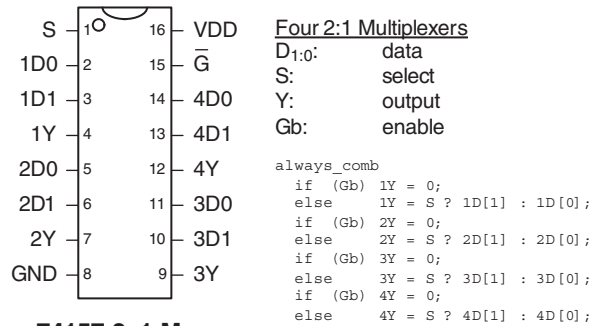 S 1 16 VDD
1D0 2 15 G
1D1 3 14 4D0
1Y 4 13 4D1
2D0 5 12 4Y
2D1 6 11 3D0
2Y 7 10 3D1
GND 8 9 3Y
Four 2:1 Multiplexers
D1:0: data
S: select
Y: output
Gb: enable
always_comb
if (Gb) 1Y = 0;
else 1Y = S ? 1D[1] : 1D[0];
if (Gb) 2Y = 0;
else 2Y = S ? 2D[1] : 2D[0];
if (Gb) 3Y = 0;
else 3Y = S ? 3D[1] : 3D[0];
if (Gb) 4Y = 0;
else 4Y = S ? 4D[1] : 4D[0];